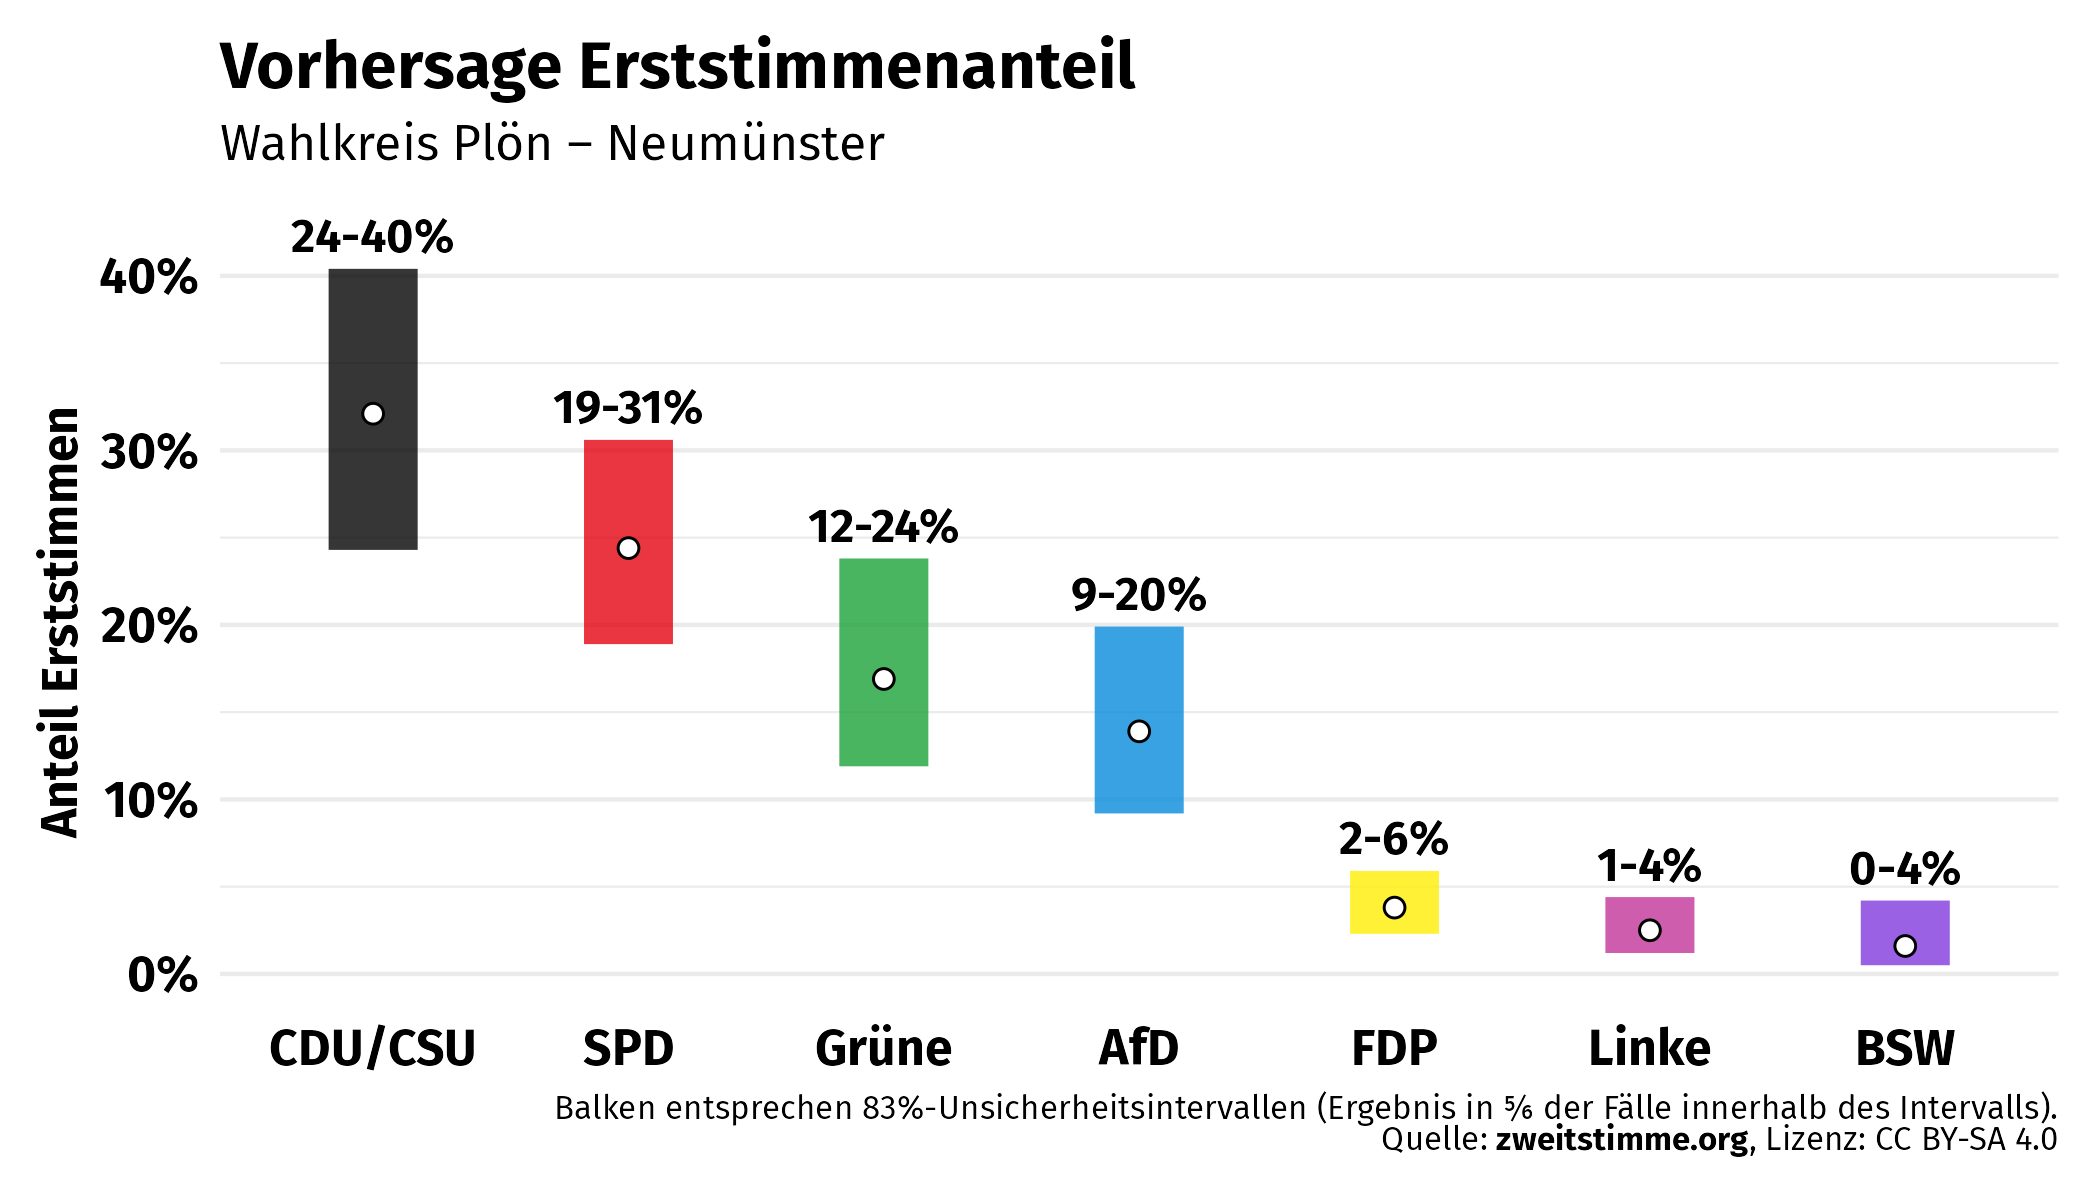 Vorhersage Erststimmenanteil
Wahlkreis Plön – Neumünster
Anteil Erststimmen
40%
30%
20%
10%
0%
24-40%
19-31%
12-24%
9-20%
2-6%
1-4%
0-4%
CDU/CSU SPD Grüne AfD FDP Linke BSW
Balken entsprechen 83%-Unsicherheitsintervallen (Ergebnis in ⅚ der Fälle innerhalb des Intervalls).
Quelle: zweitstimme.org, Lizenz: CC BY-SA 4.0